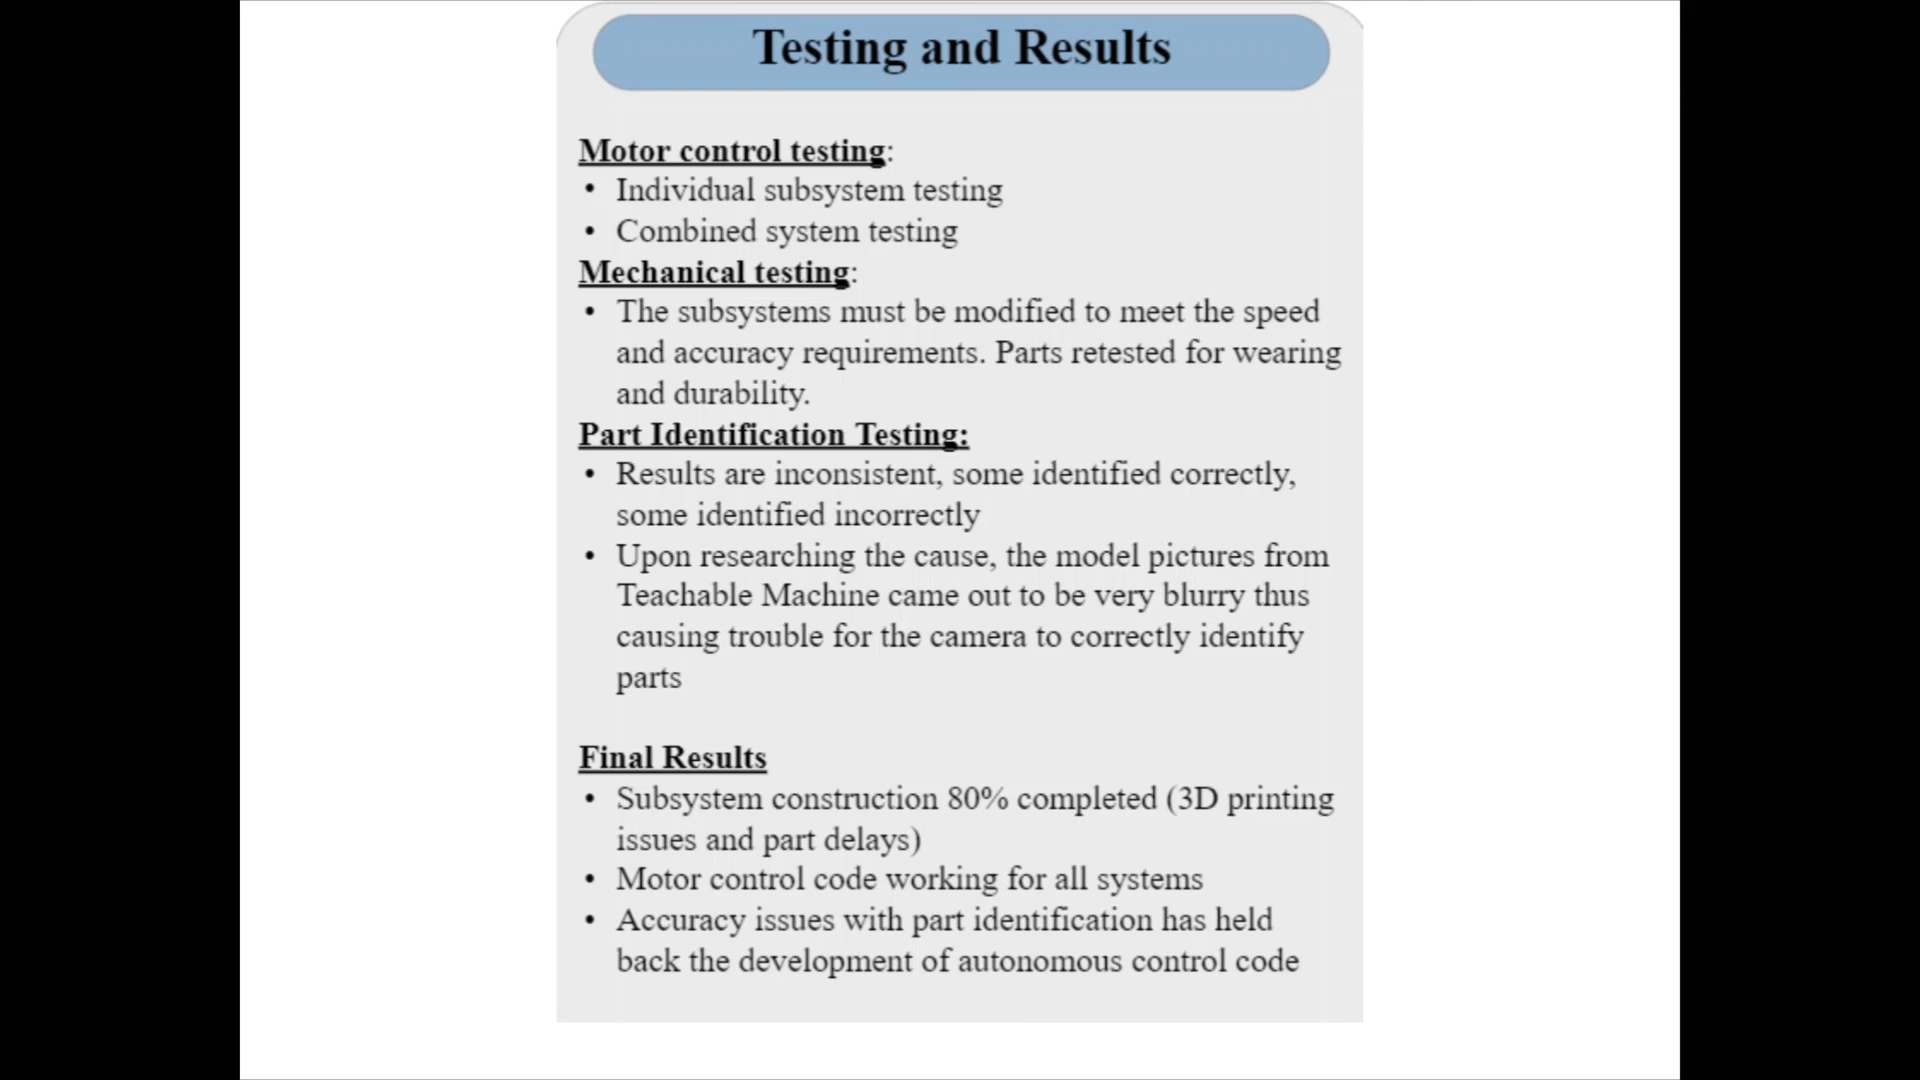 Testing and Results
Motor control testing:
• Individual subsystem testing
• Combined system testing
Mechanical testing:
• The subsystems must be modified to meet the speed
and accuracy requirements. Parts retested for wearing
and durability.
Part Identification Testing:
• Results are inconsistent, some identified correctly,
some identified incorrectly
• Upon researching the cause, the model pictures from
Teachable Machine came out to be very blurry thus
causing trouble for the camera to correctly identify
parts
Final Results
• Subsystem construction 80% completed (3D printing
issues and part delays)
• Motor control code working for all systems
• Accuracy issues with part identification has held
back the development of autonomous control code